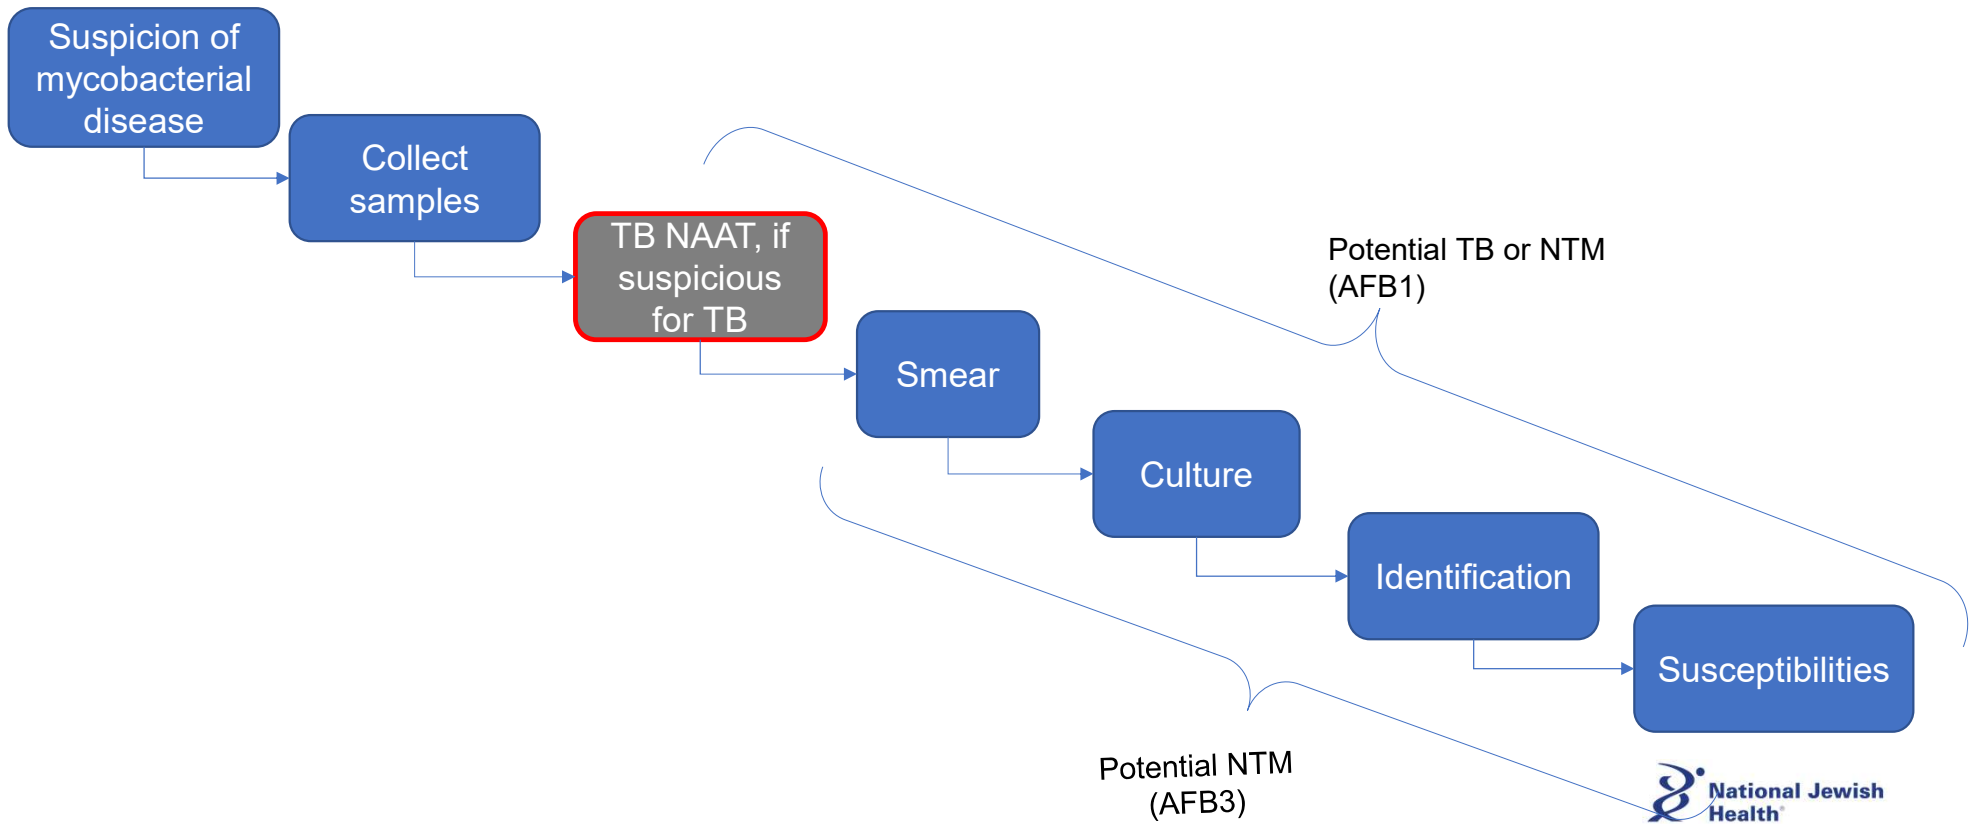 Suspicion of
mycobacterial
disease
Collect
samples
TB NAAT, if
suspicious
for TB
Potential TB or NTM
(AFB1)
Smear
Culture
Identification
Susceptibilities
Potential NTM
(AFB3)
National Jewish
Health®